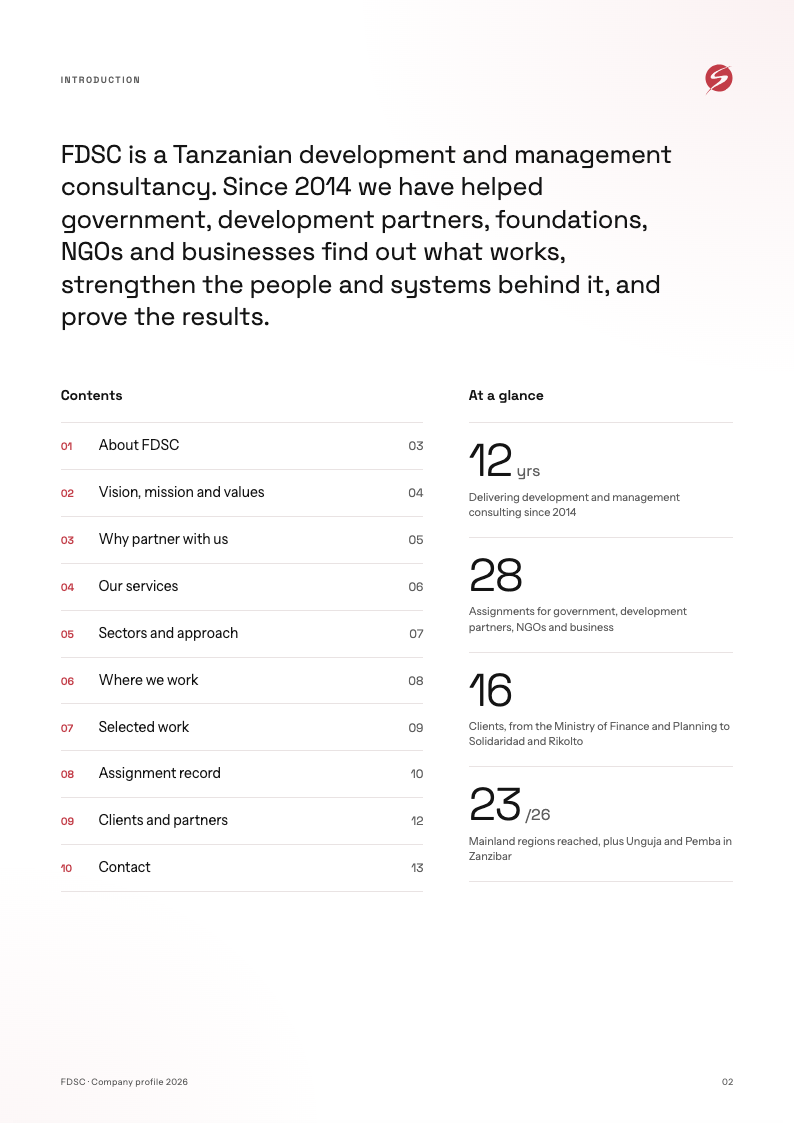 INTRODUCTION
FDSC is a Tanzanian development and management
consultancy. Since 2014 we have helped
government, development partners, foundations,
NGOs and businesses find out what works,
strengthen the people and systems behind it, and
prove the results.
Contents
01 About FDSC 03
02 Vision, mission and values 04
03 Why partner with us 05
04 Our services 06
05 Sectors and approach 07
06 Where we work 08
07 Selected work 09
08 Assignment record 10
09 Clients and partners 12
10 Contact 13
At a glance
12 yrs
Delivering development and management
consulting since 2014
28
Assignments for government, development
partners, NGOs and business
16
Clients, from the Ministry of Finance and Planning to
Solidaridad and Rikolto
23 /26
Mainland regions reached, plus Unguja and Pemba in
Zanzibar
FDSC · Company profile 2026
02